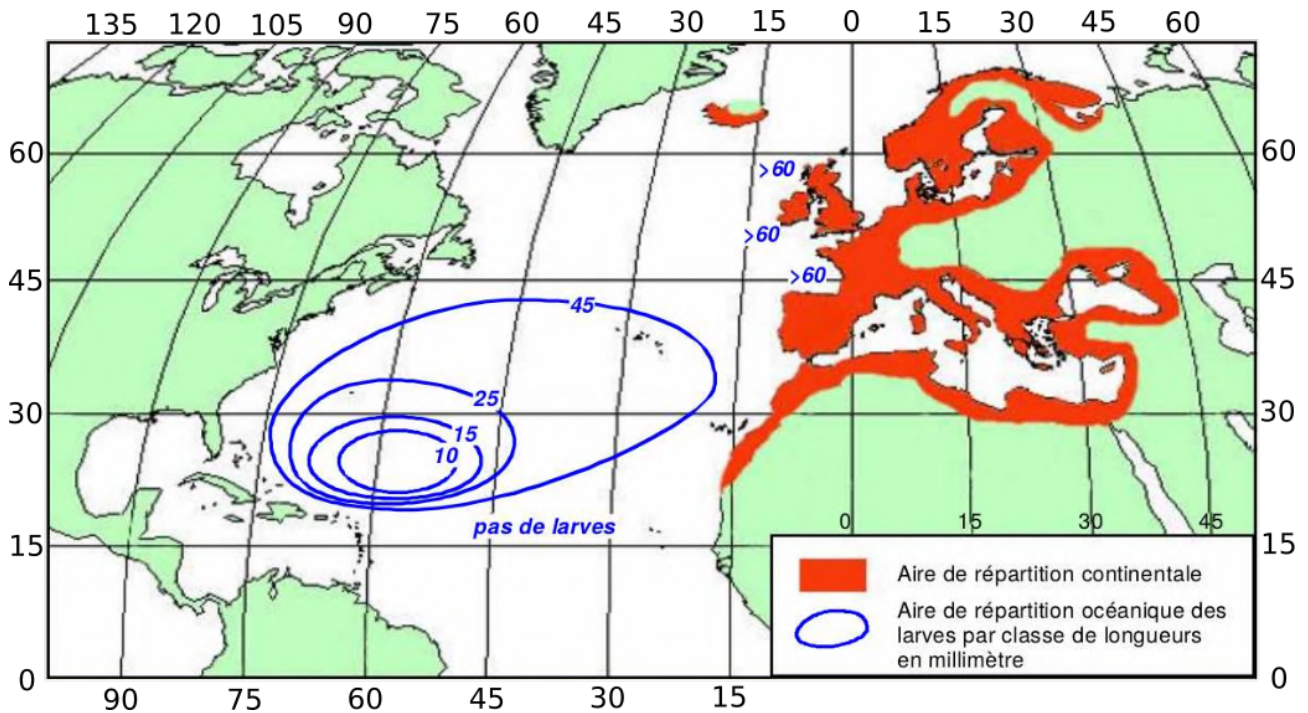 135 120 105 90 75 60 45 30 15 0 15 30 45 60
60 >60 60
>60
45 >60 45
45
25
30 30
15
10
pas de larves
0 15 30 45
15 15
Aire de répartition continentale
Aire de répartition océanique des
larves par classe de longueurs
en millimètre
0 0
90 75 60 45 30 15